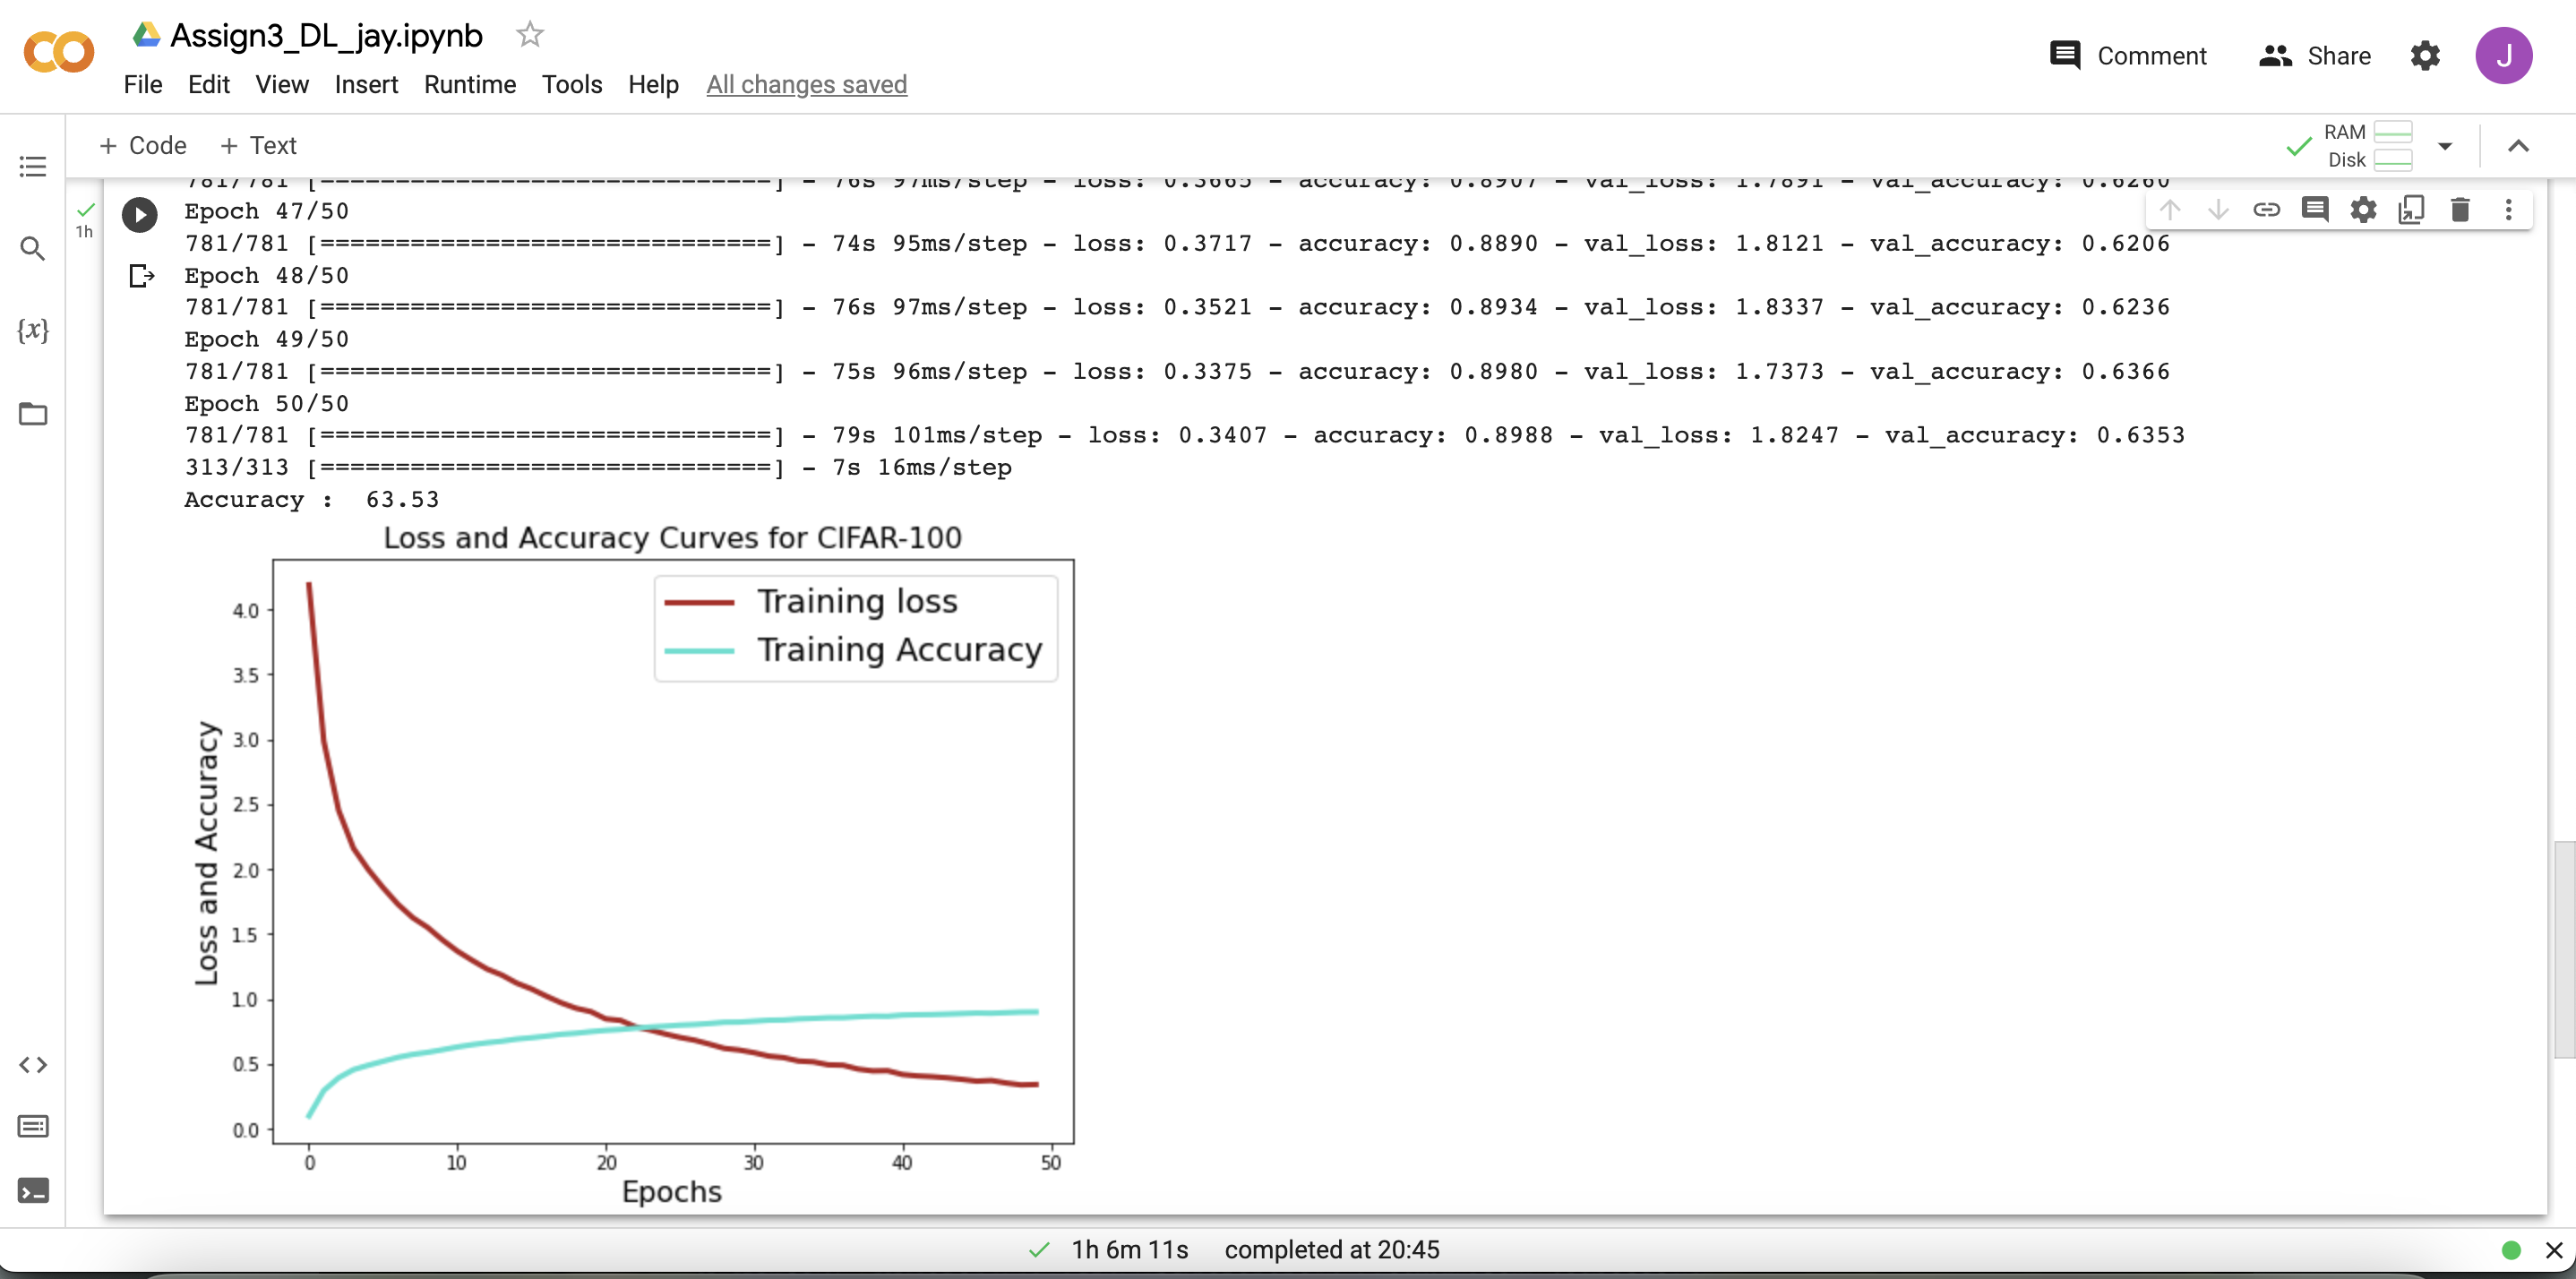 Assign3_DL_jay.ipynb
File Edit View Insert Runtime Tools Help All changes saved
Comment Share J
+ Code + Text
RAM
Disk
781/781 [==============================] - 76s 97ms/step - loss: 0.3665 - accuracy: 0.8907 - val_loss: 1.7891 - val_accuracy: 0.6260
1h
Epoch 47/50
781/781 [==============================] - 74s 95ms/step - loss: 0.3717 - accuracy: 0.8890 - val_loss: 1.8121 - val_accuracy: 0.6206
Epoch 48/50
781/781 [==============================] - 76s 97ms/step - loss: 0.3521 - accuracy: 0.8934 - val_loss: 1.8337 - val_accuracy: 0.6236
Epoch 49/50
781/781 [==============================] - 75s 96ms/step - loss: 0.3375 - accuracy: 0.8980 - val_loss: 1.7373 - val_accuracy: 0.6366
Epoch 50/50
781/781 [==============================] - 79s 101ms/step - loss: 0.3407 - accuracy: 0.8988 - val_loss: 1.8247 - val_accuracy: 0.6353
313/313 [==============================] - 7s 16ms/step
Accuracy : 63.53
Loss and Accuracy Curves for CIFAR-100
Training loss
Training Accuracy
Loss and Accuracy
4.0
3.5
3.0
2.5
2.0
1.5
1.0
0.5
0.0
0 10 20 30 40 50
Epochs
{x}
1h 6m 11s completed at 20:45